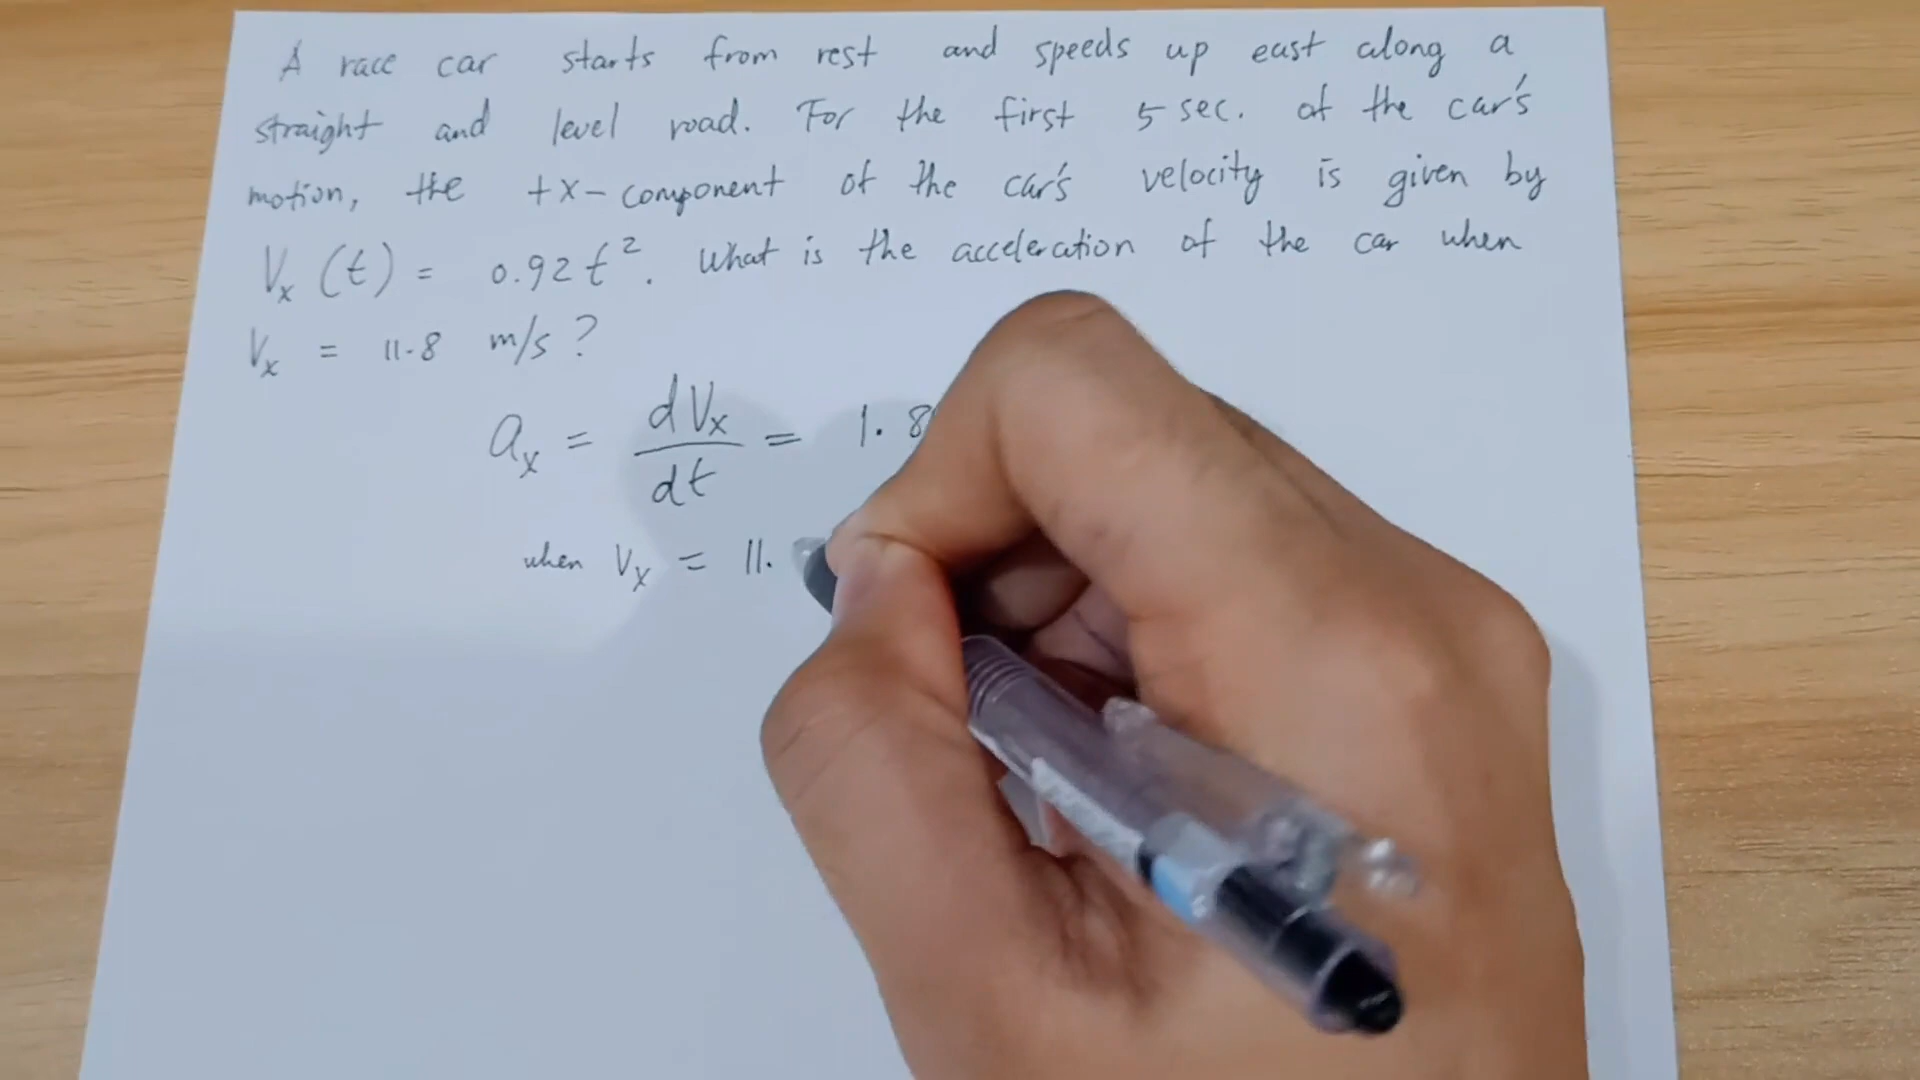 A race car starts from rest and speeds up east along a
straight and level road. For the first 5 sec. of the car's
motion, the +x-component of the car's velocity is given by
Vx (t) = 0.92t². What is the acceleration of the car when
Vx = 11.8 m/s?
ax = dVx/dt = 1.8
when Vx = 11.